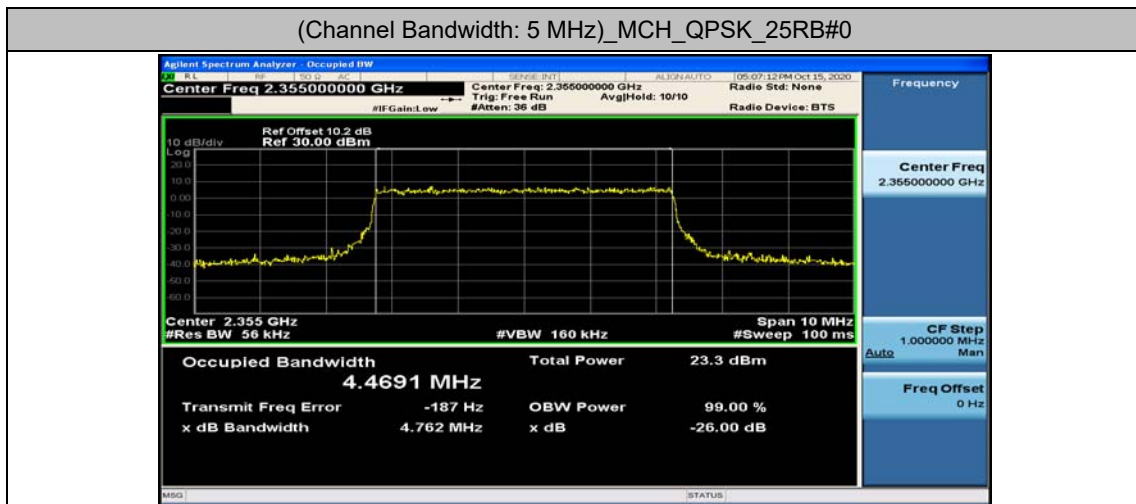 (Channel Bandwidth: 5 MHz)_MCH_QPSK_25RB#0
Agilent Spectrum Analyzer - Occupied BW
RL RF 50 Ω AC SENSE:INT ALIGN AUTO 05:07:12 PM Oct 15, 2020
Center Freq 2.355000000 GHz Center Freq: 2.355000000 GHz Radio Std: None Frequency
Trig: Free Run Avg|Hold: 10/10
#IFGain:Low #Atten: 36 dB Radio Device: BTS
Ref Offset 10.2 dB
10 dB/div Ref 30.00 dBm
Log
20.0
10.0
0.00
-10.0
-20.0
-30.0
-40.0
-50.0
-60.0
Center Freq
2.355000000 GHz
Center 2.355 GHz Span 10 MHz
#Res BW 56 kHz #VBW 160 kHz #Sweep 100 ms
CF Step
1.000000 MHz
Auto Man
Occupied Bandwidth Total Power 23.3 dBm
4.4691 MHz
Freq Offset
0 Hz
Transmit Freq Error -187 Hz OBW Power 99.00 %
x dB Bandwidth 4.762 MHz x dB -26.00 dB
MSG STATUS